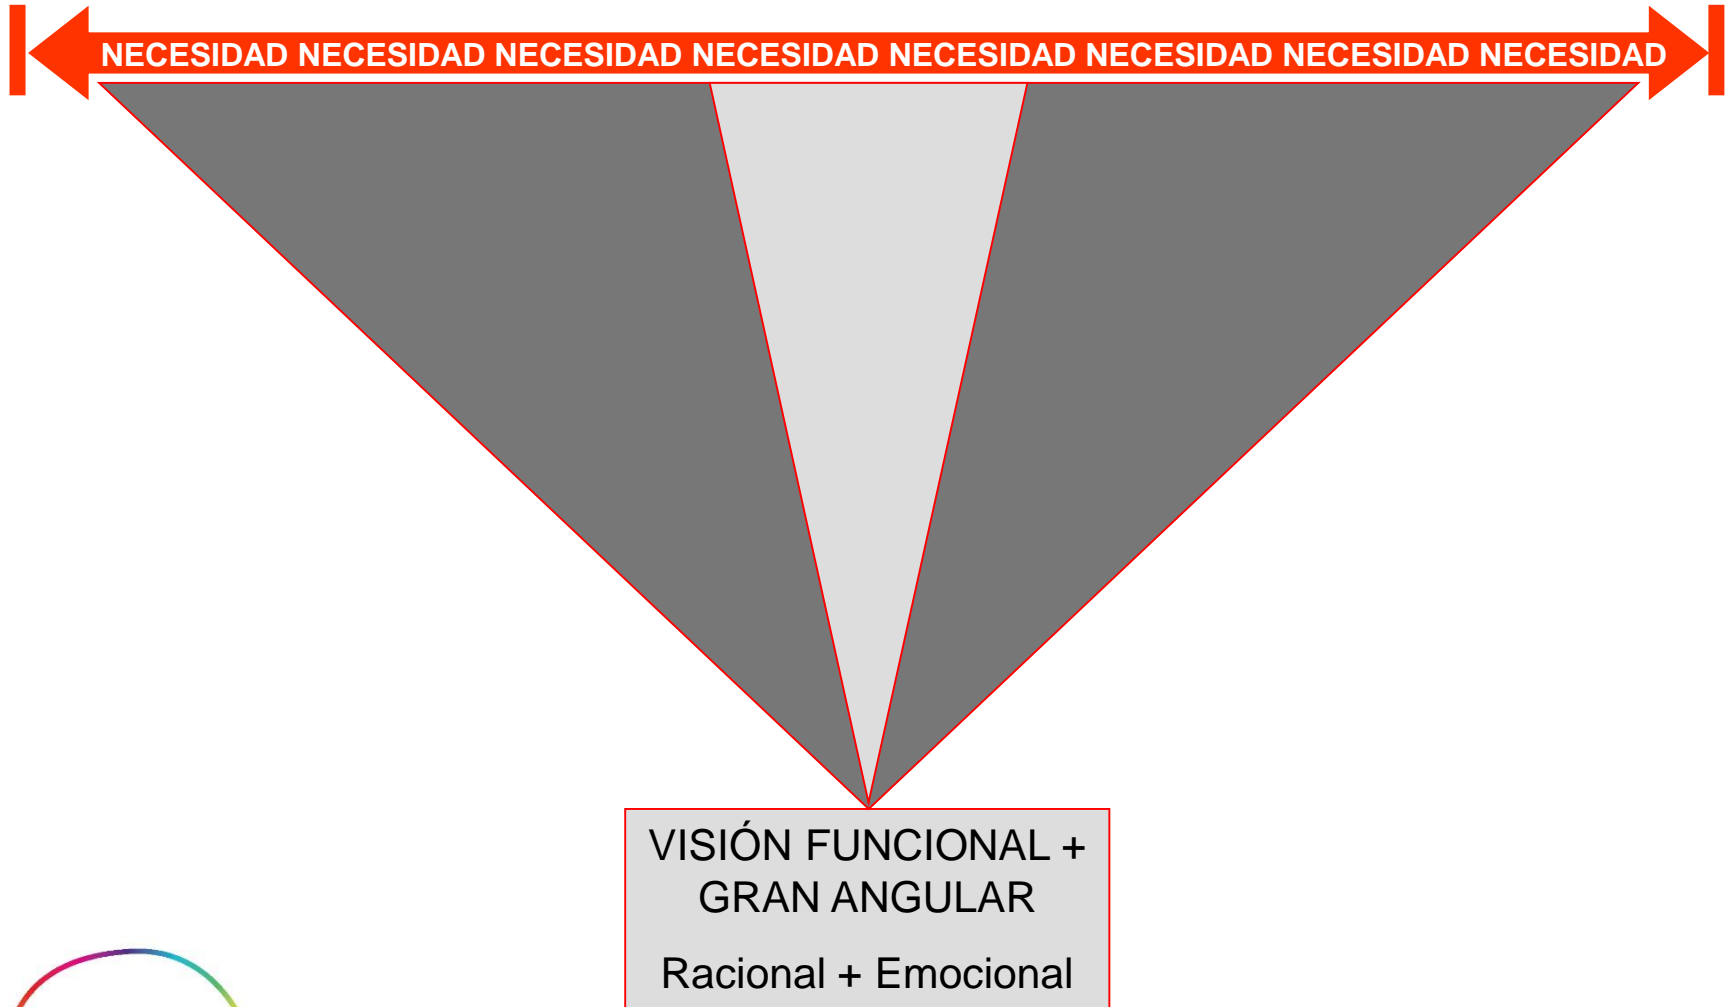 NECESIDAD NECESIDAD NECESIDAD NECESIDAD NECESIDAD NECESIDAD NECESIDAD NECESIDAD
VISIÓN FUNCIONAL +
GRAN ANGULAR
Racional + Emocional